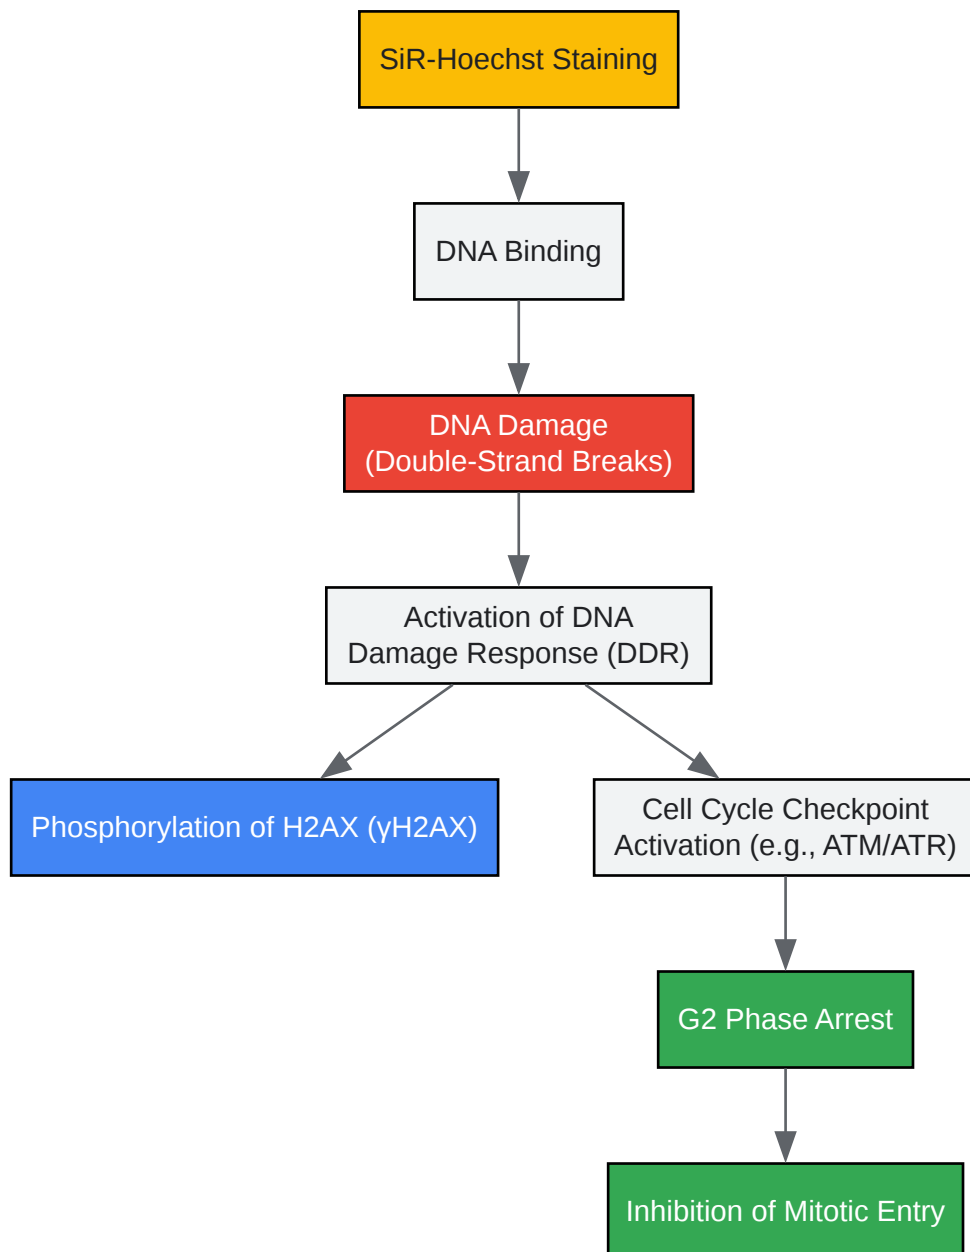 SiR-Hoechst Staining
DNA Binding
DNA Damage
(Double-Strand Breaks)
Activation of DNA
Damage Response (DDR)
Phosphorylation of H2AX (γH2AX)
Cell Cycle Checkpoint
Activation (e.g., ATM/ATR)
G2 Phase Arrest
Inhibition of Mitotic Entry